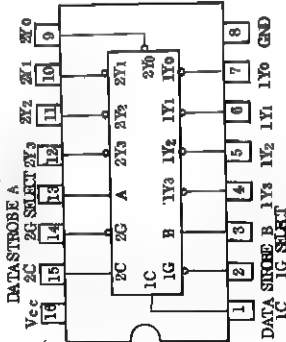 DATASTROBE A
Vcc 2C 2G SELECT 2Y3 2Y2 2Y1 2Y0
16 15 14 13 12 11 10 9
2C 2G A 2Y3 2Y2 2Y1 2Y0
1C 1G B 1Y3 1Y2 1Y1 1Y0
1 2 3 4 5 6 7 8
DATA STROBE B 1Y3 1Y2 1Y1 1Y0 GND
1C 1G SELECT